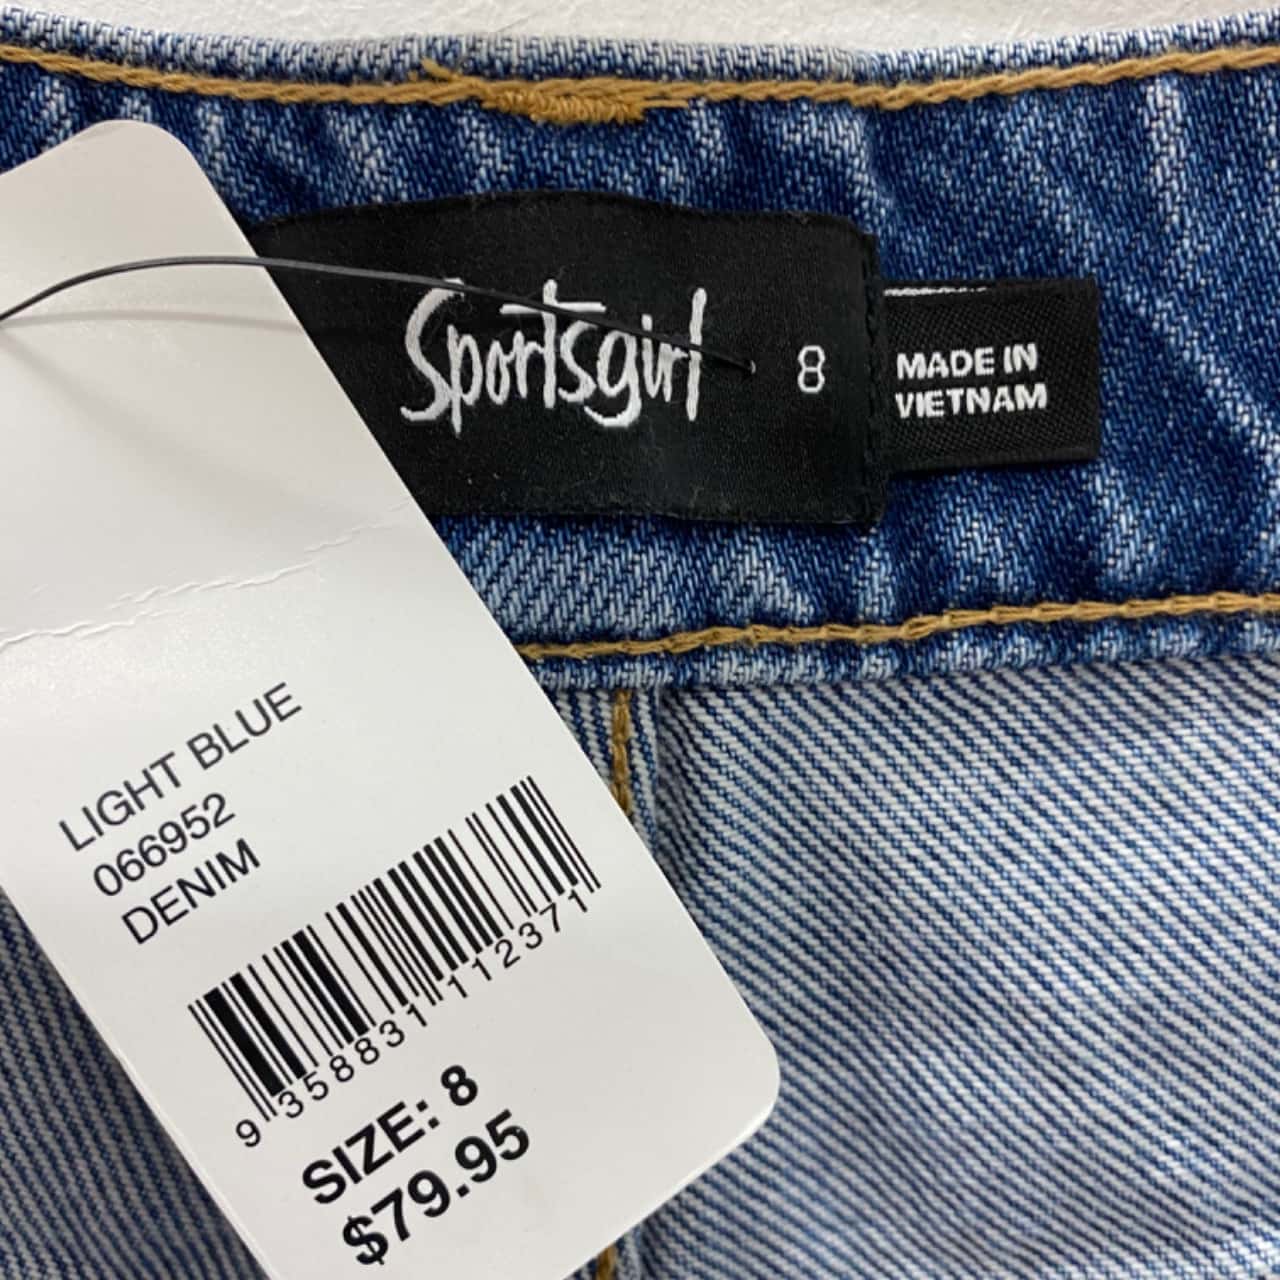 Sportsgirl 8
MADE IN
VIETNAM
LIGHT BLUE
066952
DENIM
9 358831 112371
SIZE: 8
$79.95